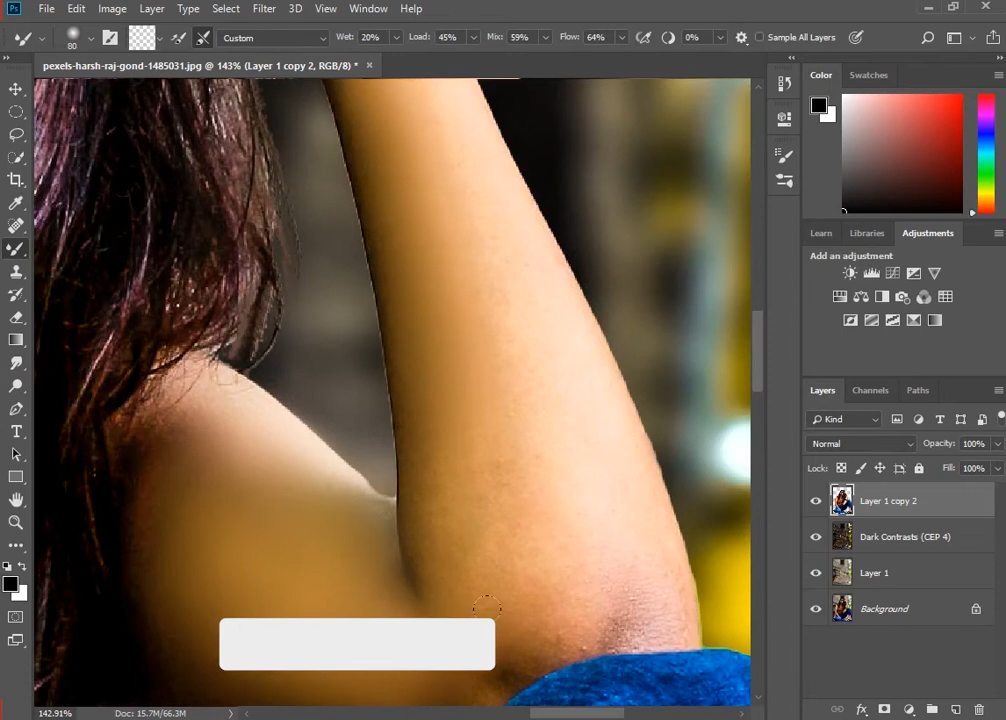 Ps File Edit Image Layer Type Select Filter 3D View Window Help
80 Custom Wet: 20% Load: 45% Mix: 59% Flow: 64% 0% Sample All Layers
pexels-harsh-raj-gond-1485031.jpg @ 143% (Layer 1 copy 2, RGB/8) * ×
Color Swatches
Learn Libraries Adjustments
Add an adjustment
Layers Channels Paths
Kind
Normal Opacity: 100%
Lock: Fill: 100%
Layer 1 copy 2
Dark Contrasts (CEP 4)
Layer 1
Background
142.91% Doc: 15.7M/66.3M